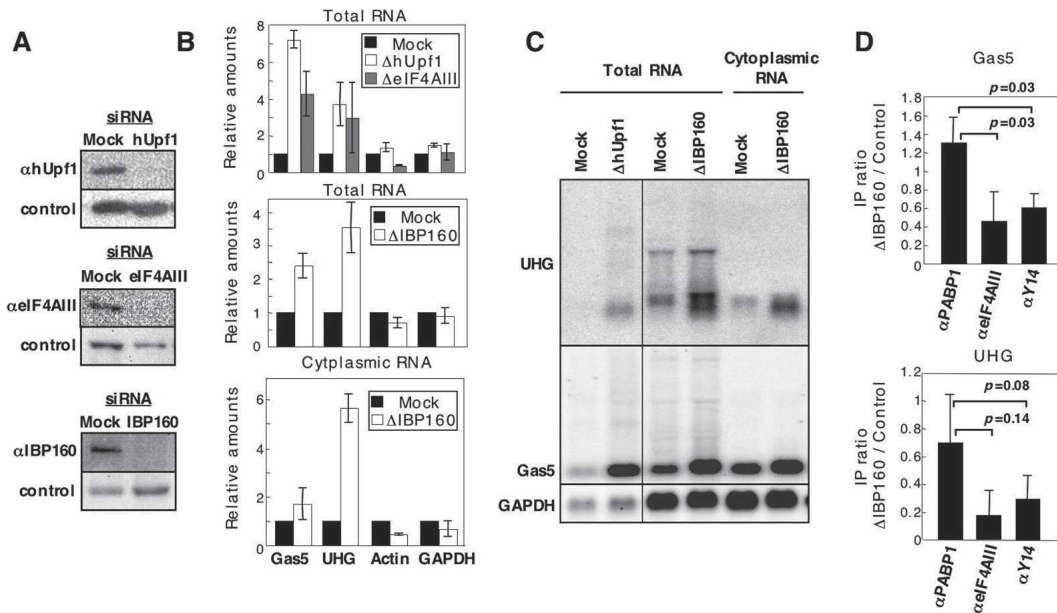 A
siRNA
Mock hUpf1
αhUpf1
control
siRNA
Mock eIF4AIII
αeIF4AIII
control
siRNA
Mock IBP160
αIBP160
control
B
Total RNA
Relative amounts
8
6
4
2
0
Mock
ΔhUpf1
ΔeIF4AIII
Total RNA
Relative amounts
4
3
2
1
0
Mock
ΔIBP160
Cytplasmic RNA
Relative amounts
6
4
2
0
Mock
ΔIBP160
Gas5 UHG Actin GAPDH
C
Total RNA
Cytoplasmic
RNA
Mock
ΔhUpf1
Mock
ΔIBP160
Mock
ΔIBP160
UHG
Gas5
GAPDH
D
Gas5
p=0.03
p=0.03
IP ratio
ΔIBP160 / Control
1.8
1.6
1.4
1.2
1
0.8
0.6
0.4
0.2
0
αPABP1
αeIF4AIII
αY14
UHG
p=0.08
p=0.14
IP ratio
ΔIBP160 / Control
1.2
1
0.8
0.6
0.4
0.2
0
αPABP1
αeIF4AIII
αY14